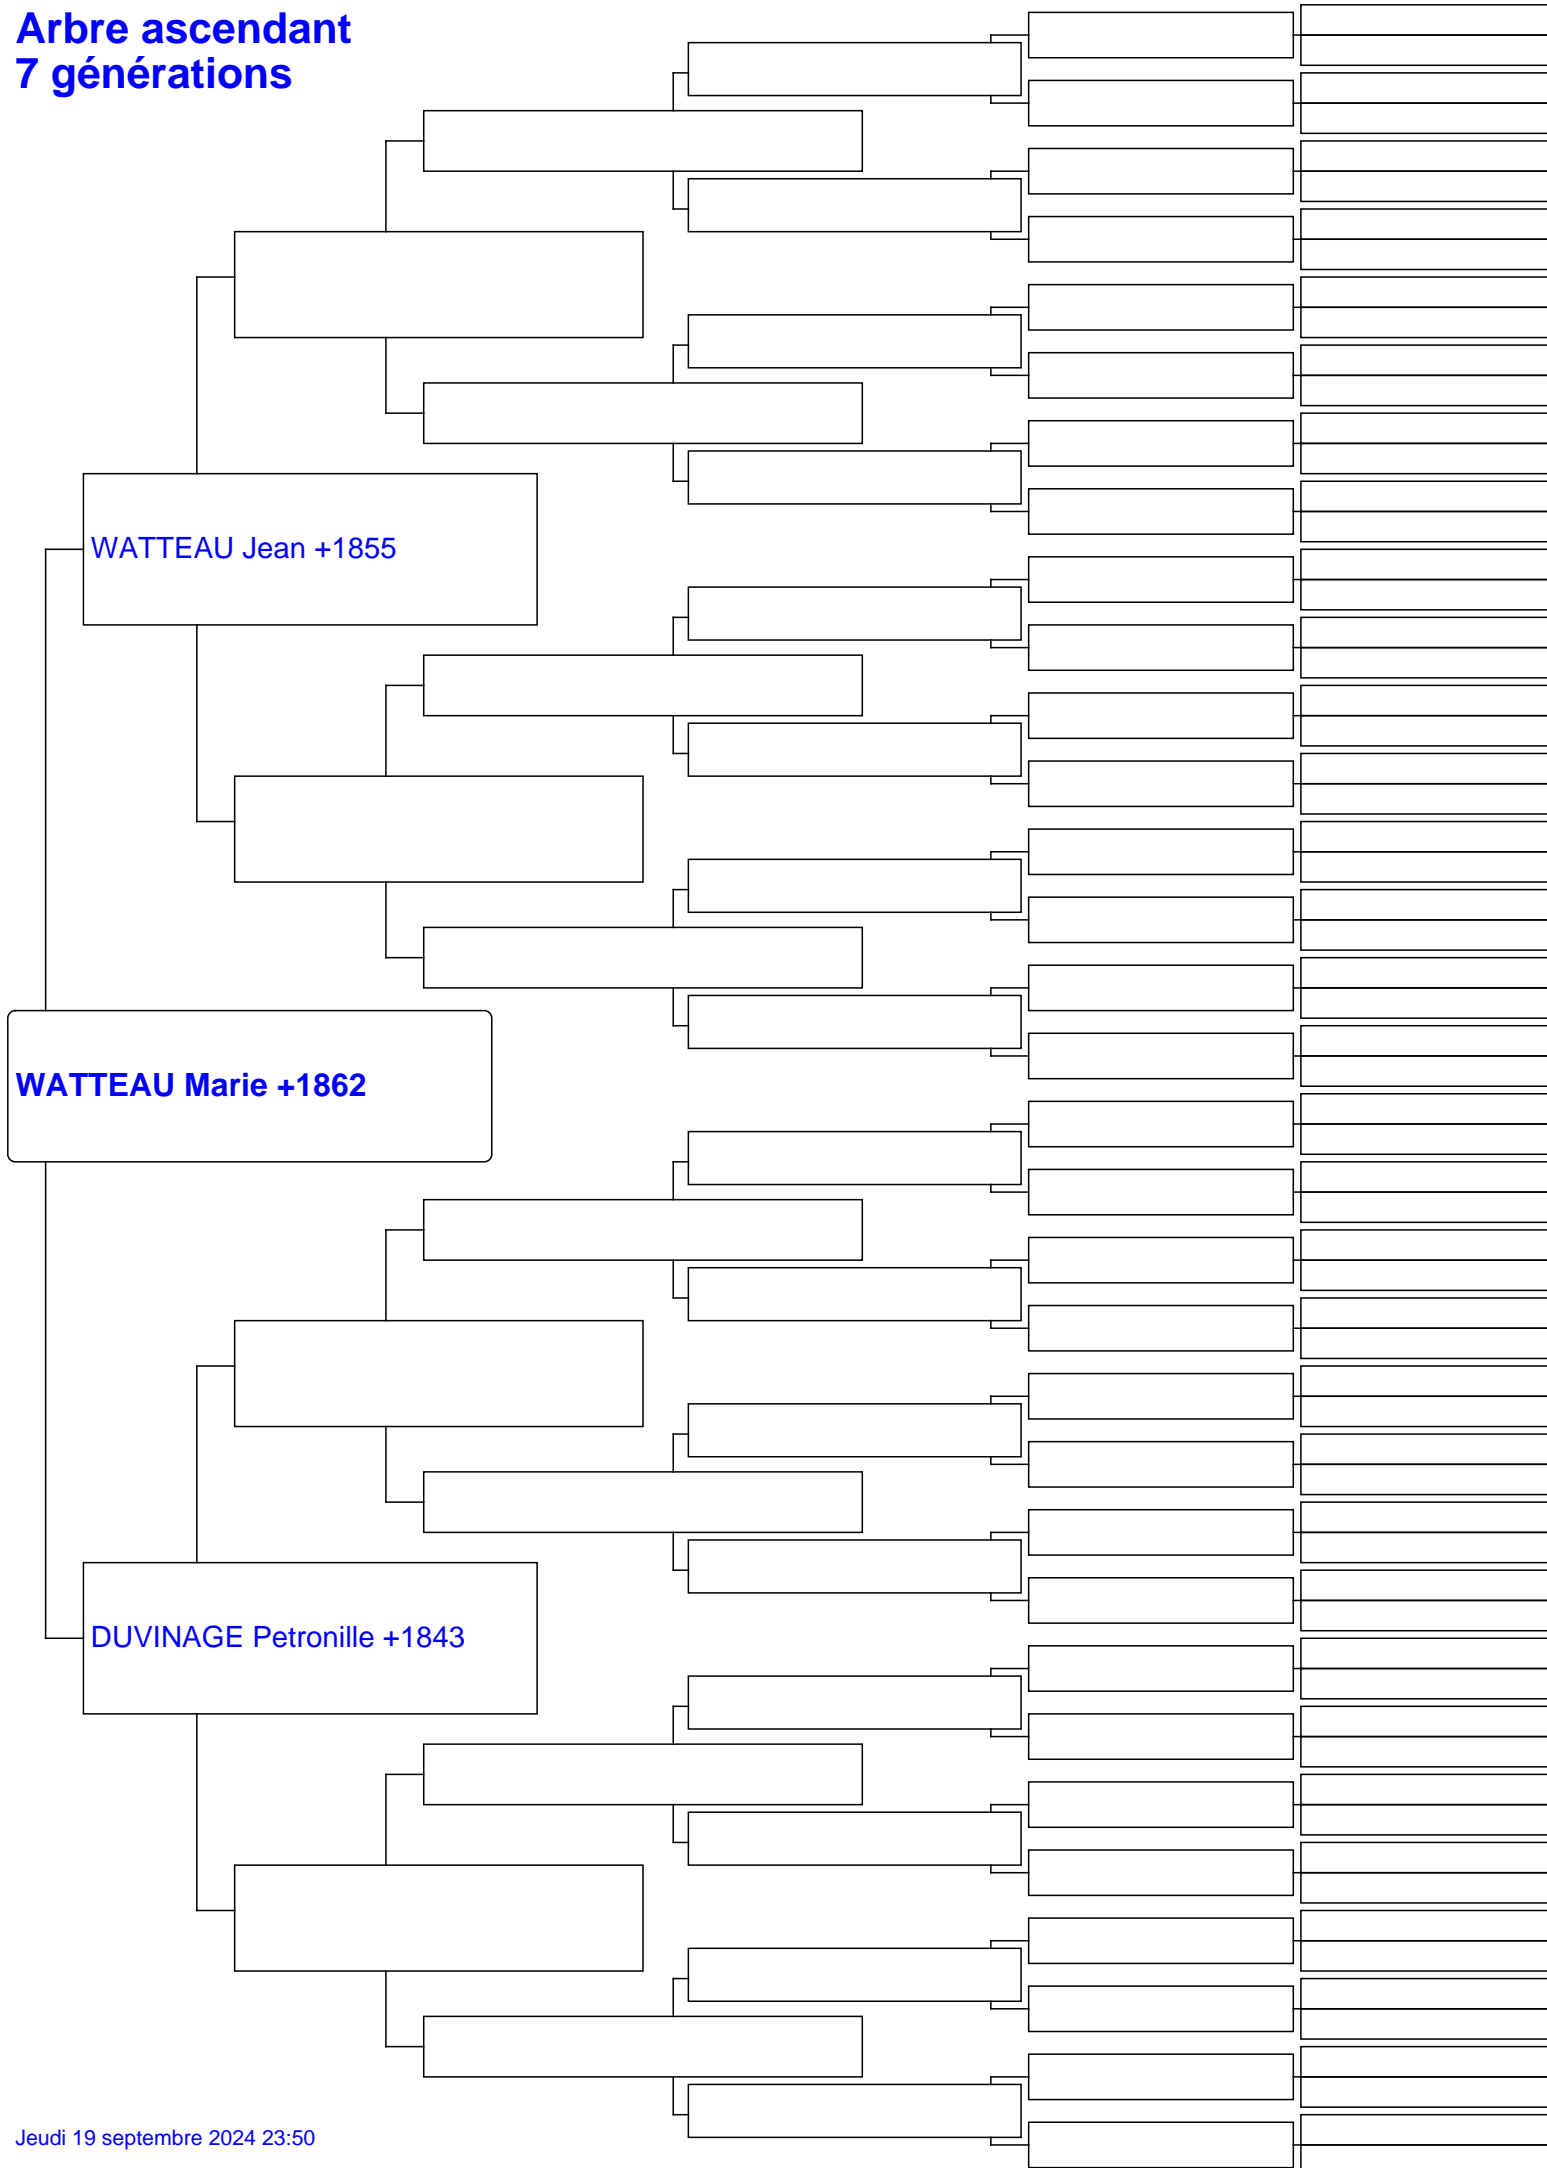 Arbre ascendant
7 générations
WATTEAU Jean +1855
WATTEAU Marie +1862
DUVINAGE Petronille +1843
Jeudi 19 septembre 2024 23:50